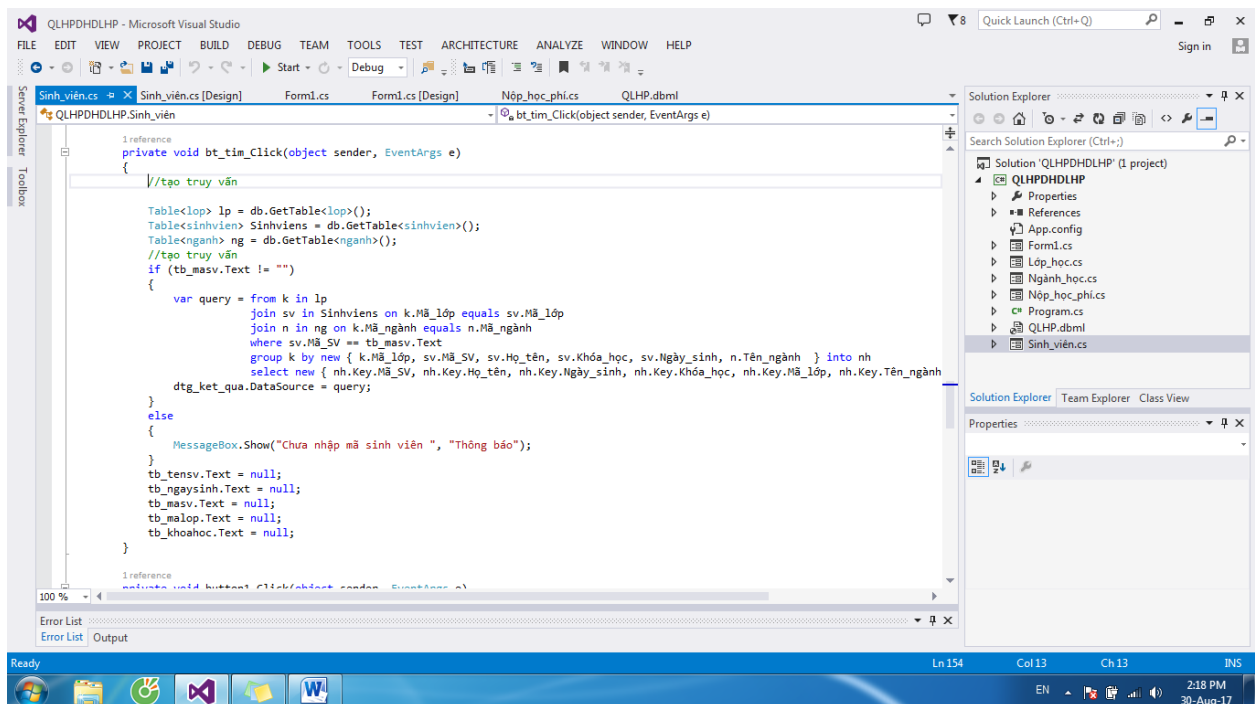 QLHPDHDLHP - Microsoft Visual Studio
8
Quick Launch (Ctrl+Q)
FILE EDIT VIEW PROJECT BUILD DEBUG TEAM TOOLS TEST ARCHITECTURE ANALYZE WINDOW HELP
Sign in
Start Debug
Server Explorer
Toolbox
Sinh_viên.cs Sinh_viên.cs [Design] Form1.cs Form1.cs [Design] Nộp_học_phí.cs QLHP.dbml
QLHPDHDLHP.Sinh_viên
bt_tim_Click(object sender, EventArgs e)
1 reference
private void bt_tim_Click(object sender, EventArgs e)
{
//tạo truy vấn
Table<lop> lp = db.GetTable<lop>();
Table<sinhvien> Sinhviens = db.GetTable<sinhvien>();
Table<nganh> ng = db.GetTable<nganh>();
//tạo truy vấn
if (tb_masv.Text != "")
{
var query = from k in lp
join sv in Sinhviens on k.Mã_lớp equals sv.Mã_lớp
join n in ng on k.Mã_ngành equals n.Mã_ngành
where sv.Mã_SV == tb_masv.Text
group k by new { k.Mã_lớp, sv.Mã_SV, sv.Họ_tên, sv.Khóa_học, sv.Ngày_sinh, n.Tên_ngành } into nh
select new { nh.Key.Mã_SV, nh.Key.Họ_tên, nh.Key.Ngày_sinh, nh.Key.Khóa_học, nh.Key.Mã_lớp, nh.Key.Tên_ngành
dtg_ket_qua.DataSource = query;
}
else
{
MessageBox.Show("Chưa nhập mã sinh viên ", "Thông báo");
}
tb_tensv.Text = null;
tb_ngaysinh.Text = null;
tb_masv.Text = null;
tb_malop.Text = null;
tb_khoahoc.Text = null;
}
1 reference
private void button1_Click(object sender, EventArgs e)
100 %
Error List
Error List Output
Solution Explorer
Search Solution Explorer (Ctrl+;)
Solution 'QLHPDHDLHP' (1 project)
C# QLHPDHDLHP
Properties
References
App.config
Form1.cs
Lớp_học.cs
Ngành_học.cs
Nộp_học_phí.cs
C# Program.cs
QLHP.dbml
Sinh_viên.cs
Solution Explorer Team Explorer Class View
Properties
Ready
Ln 154 Col 13 Ch 13 INS
EN
2:18 PM
30-Aug-17